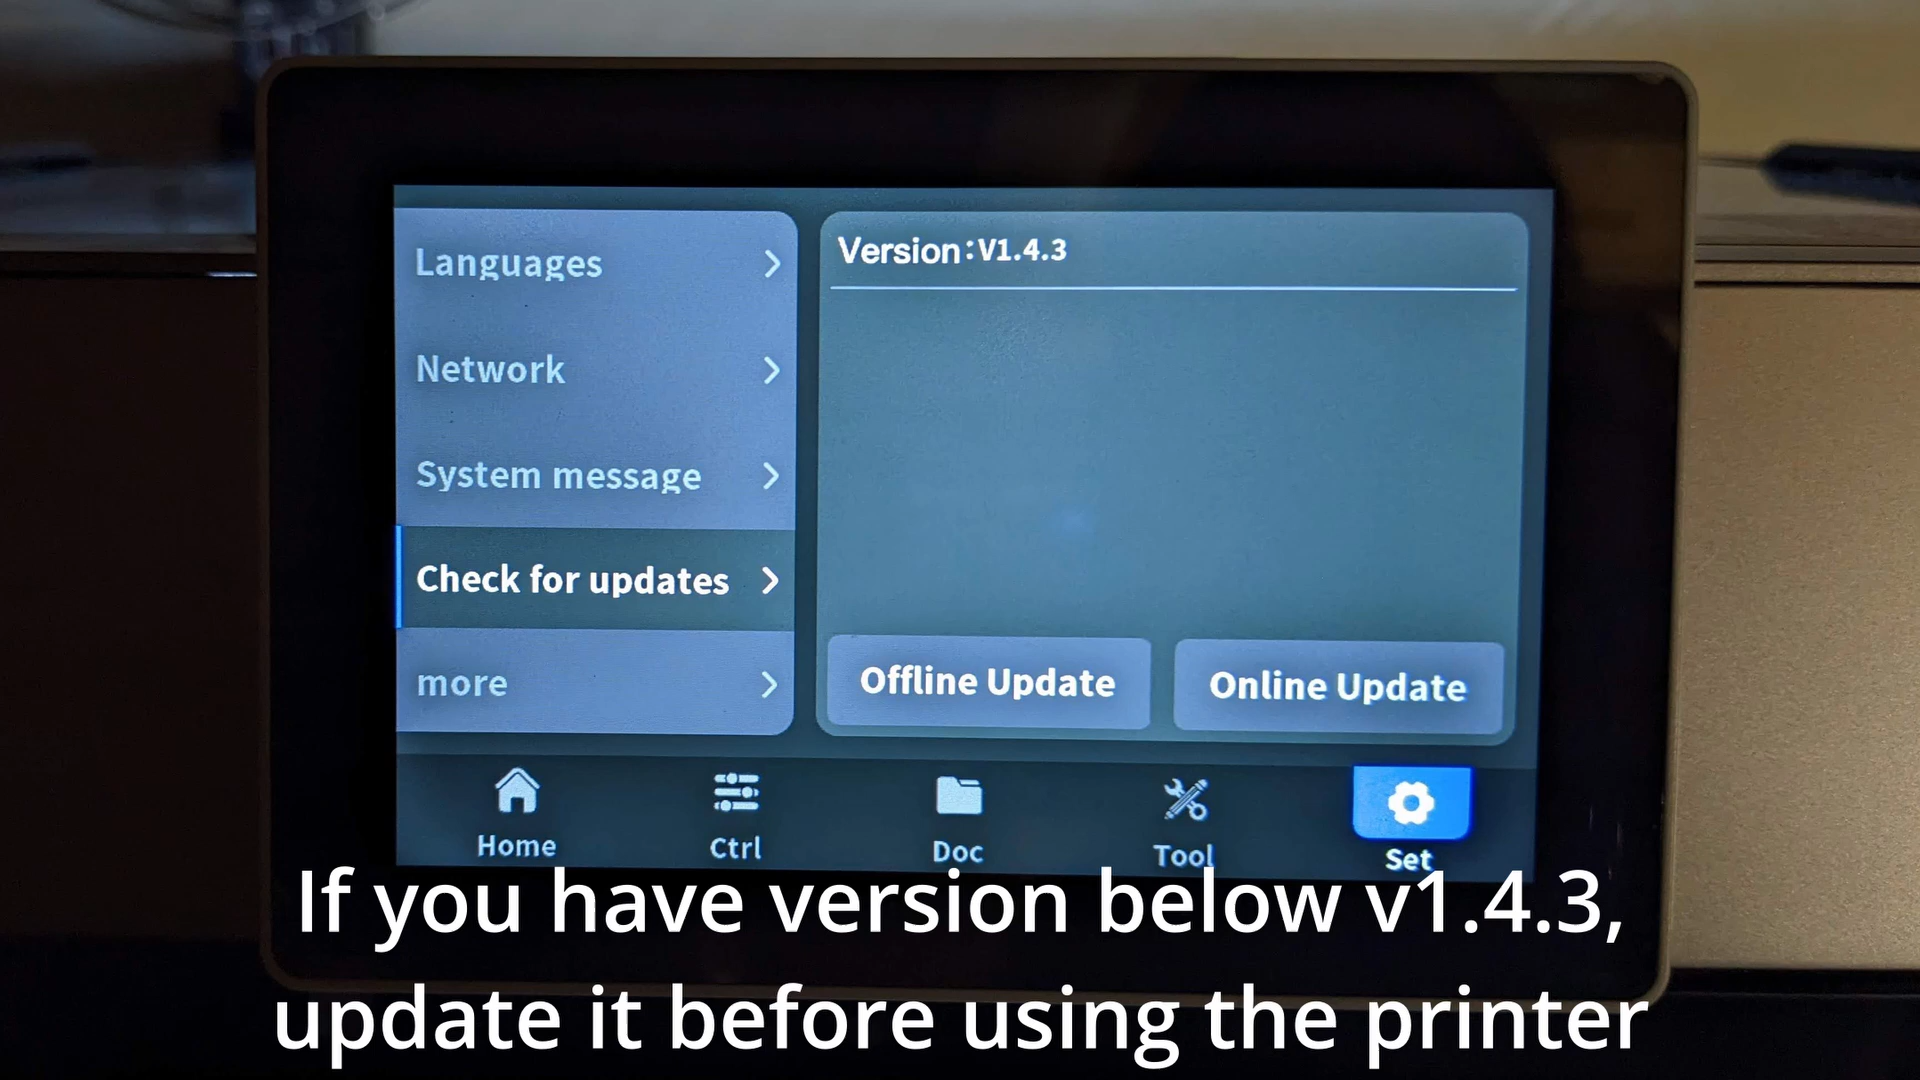 Languages
Network
System message
Check for updates
more
Version:V1.4.3
Offline Update
Online Update
Home
Ctrl
Doc
Tool
Set
If you have version below v1.4.3,
update it before using the printer